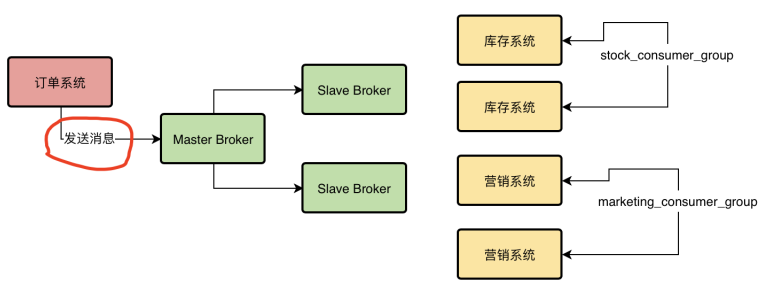 订单系统
发送消息
Master Broker
Slave Broker
Slave Broker
库存系统
库存系统
stock_consumer_group
营销系统
营销系统
marketing_consumer_group